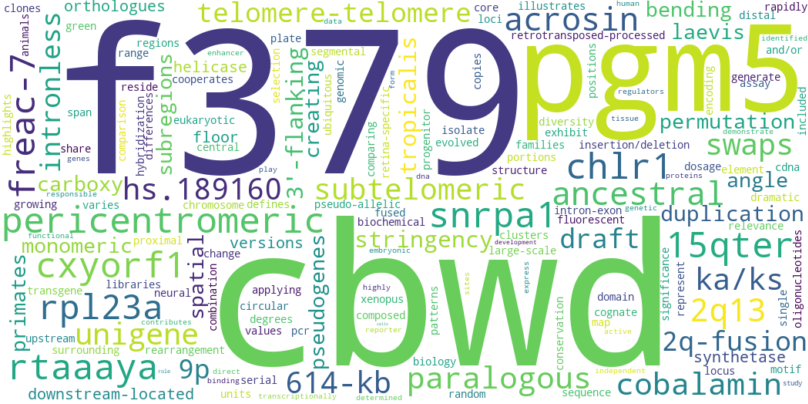 clones
orthologues
telomere-telomere
core
illustrates
human
rapidly
green
data
acrosin
loci
bending
distal
animals
f379
pgm5
retrotransposed-processed
laevis
and/or
highlights
freac-7
intronless
range
regions
enhancer
plate
segmental
helicase
cooperates
selection
genomic
copies
positions
encoding
identified
generate
assay
regulators
tissue
included
reside
comparison
hybridization
differences
subregions
eukaryotic
floor
central
3'-flanking
creating
ubiquitous
retina-specific
comparing
form
tropicalis
progenitor
isolate
evolved
diversity
exhibit
permutation
demonstrate
span
share
genes
play
dna
families
portions
insertion/deletion
swaps
carboxy
hs.189160
structure
chlr1
dosage
cdna
proteins
responsible
growing
varies
chromosome
defines
pseudo-allelic
subtelomeric
ancestral
angle
element
dramatic
pericentromeric
fused
biochemical
snrpa1
intron-exon
genetic
fluorescent
duplication
relevance
functional
proximal
monomeric
versions
stringency
clusters
development
large-scale
draft
15qter
cxyorf1
spatial
change
embryonic
cbwd
primates
transgene
libraries
neural
combination
applying
circular
degrees
values
pcr
pseudogenes
highly
xenopus
composed
reporter
patterns
sites
express
conservation
domain
cognate
map
active
significance
represent
single
ka/ks
oligonucleotides
rpl23a
2q13
contributes
unigene
upstream
surrounding
rearrangement
biology
independent
2q-fusion
synthetase
rtaaaya
9p
role
binding
direct
serial
614-kb
paralogous
locus
motif
cobalamin
downstream-located
units
transcriptionally
determined
random
sequence
study